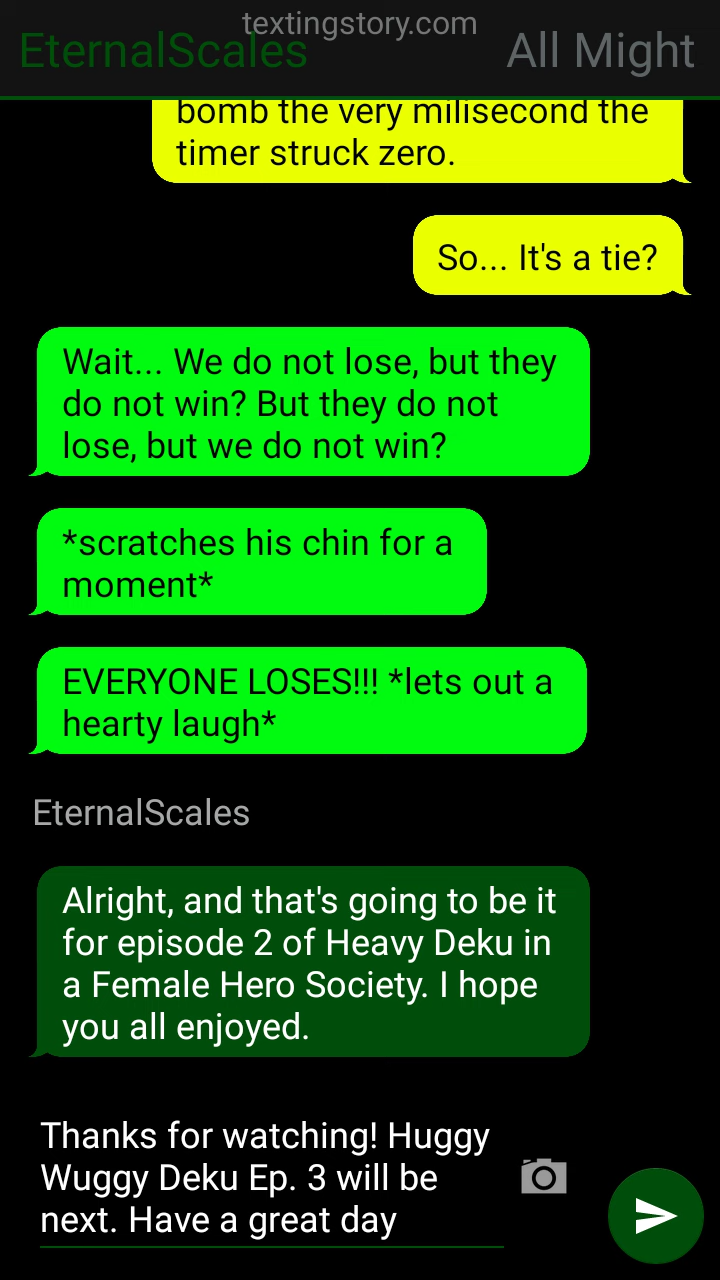 textingstory.com
EternalScales
All Might
bomb the very milisecond the
timer struck zero.
So... It's a tie?
Wait... We do not lose, but they
do not win? But they do not
lose, but we do not win?
*scratches his chin for a
moment*
EVERYONE LOSES!!! *lets out a
hearty laugh*
EternalScales
Alright, and that's going to be it
for episode 2 of Heavy Deku in
a Female Hero Society. I hope
you all enjoyed.
Thanks for watching! Huggy
Wuggy Deku Ep. 3 will be
next. Have a great day